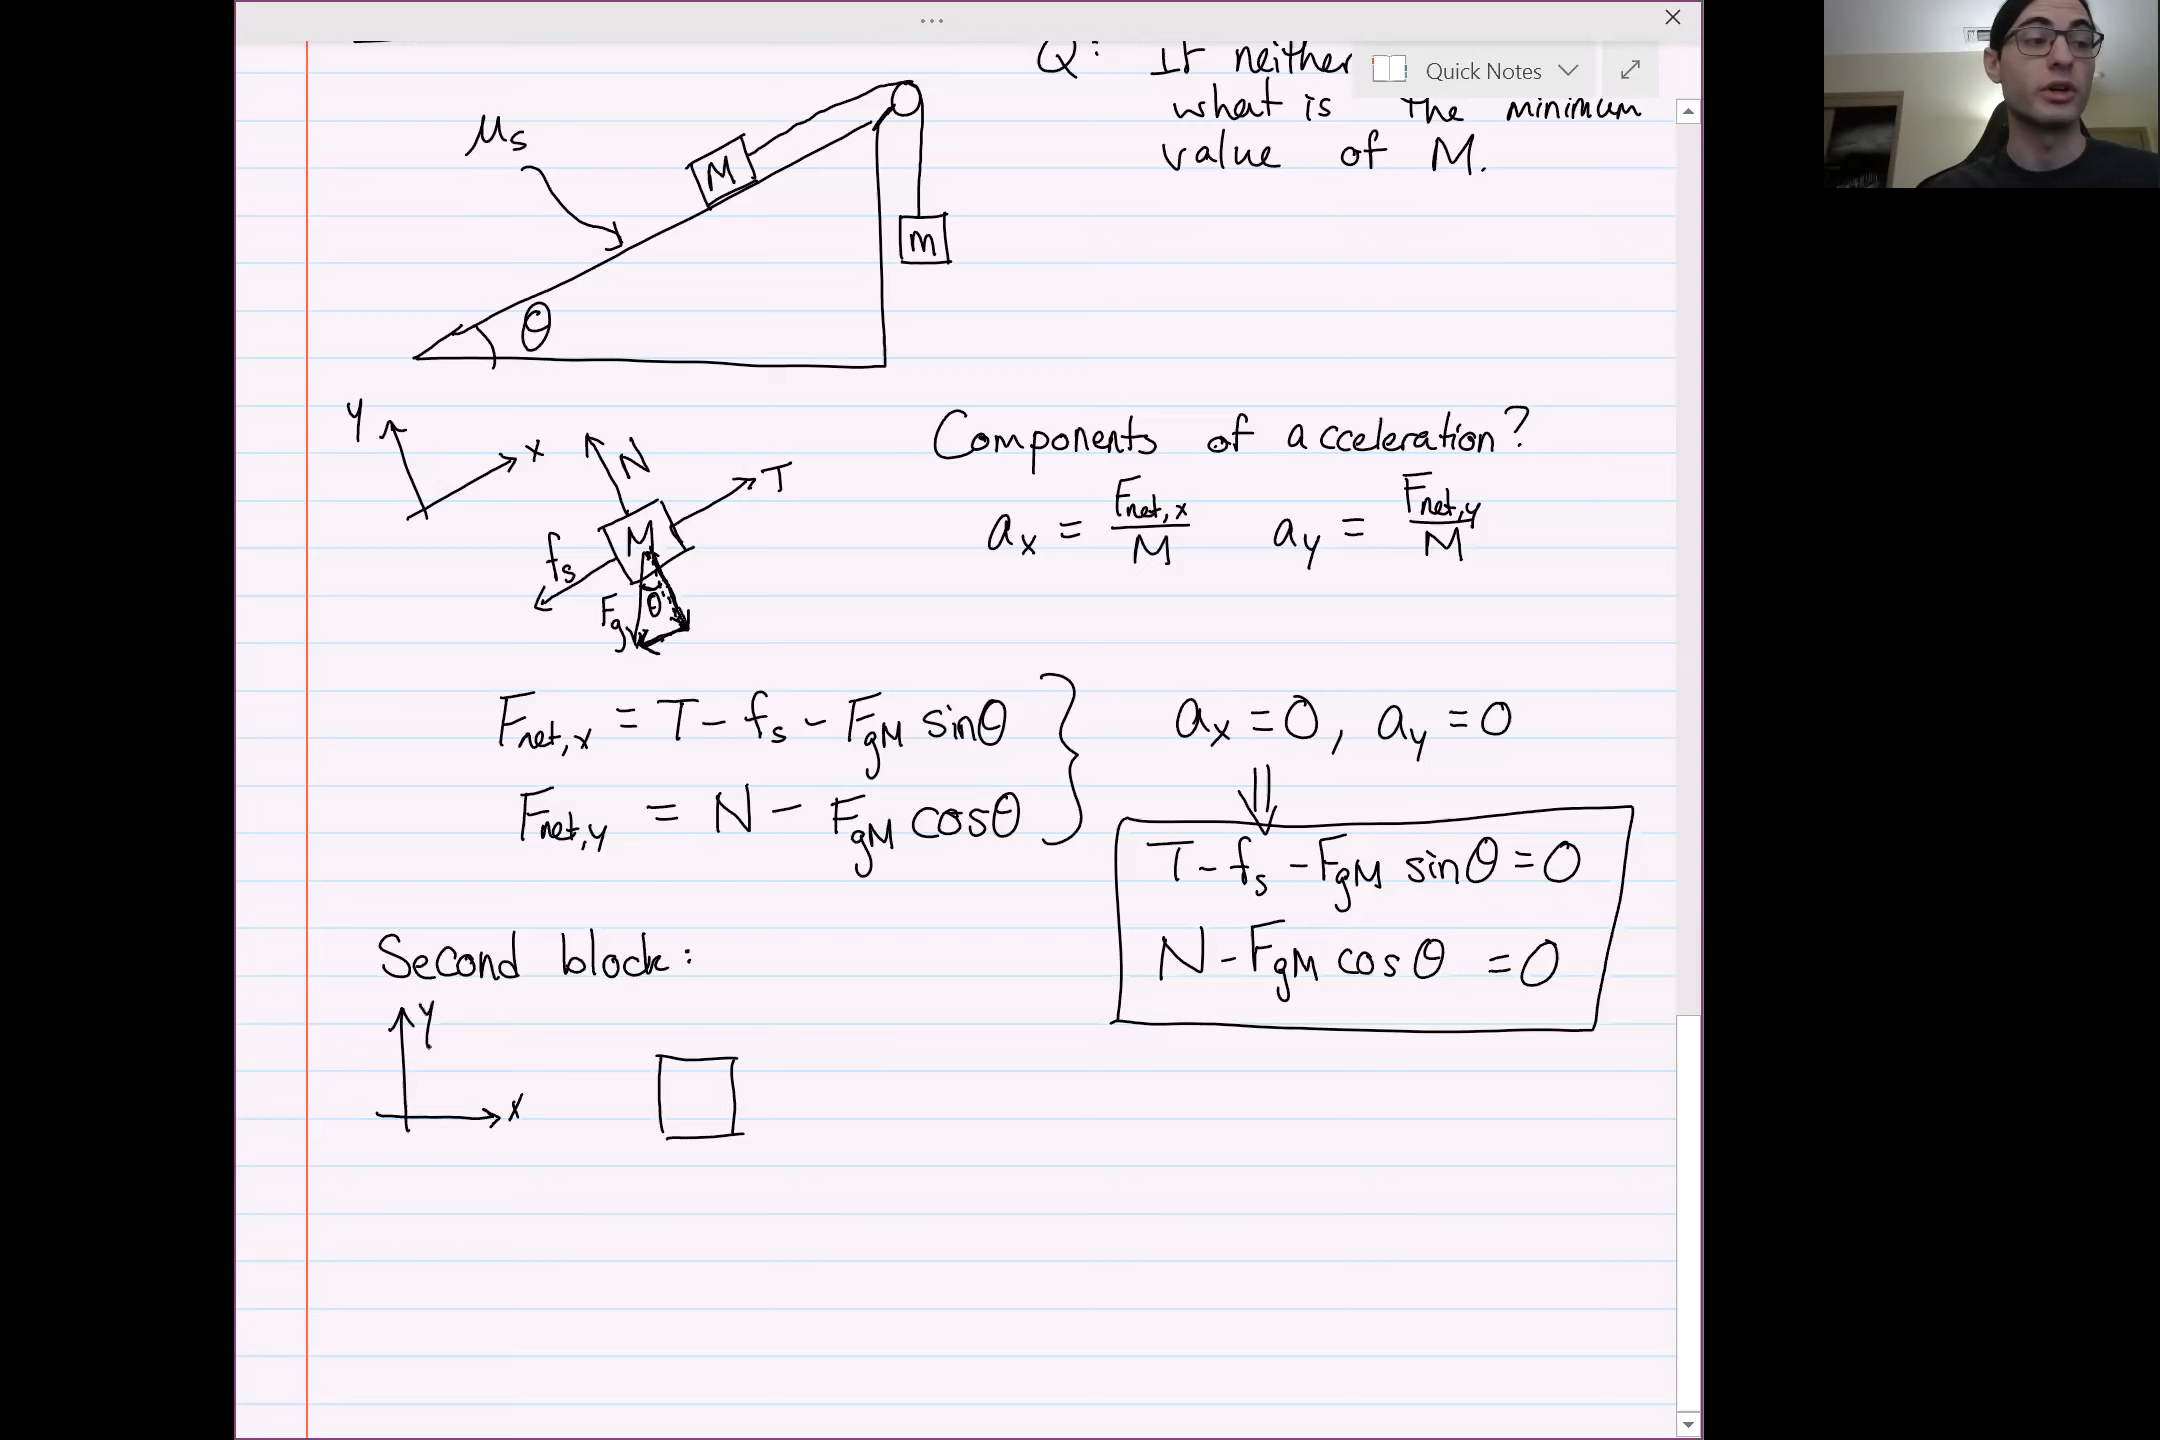 Q: If neither
Quick Notes
what is the minimum
value of M.
μs
M
m
θ
y
x
N
T
M
fs
Fg
θ
Components of acceleration?
ax = Fnet,x / M ay = Fnet,y / M
Fnet,x = T - fs - FgM sinθ
Fnet,y = N - FgM cosθ
ax = 0, ay = 0
T - fs - FgM sinθ = 0
N - FgM cosθ = 0
Second block:
y
x